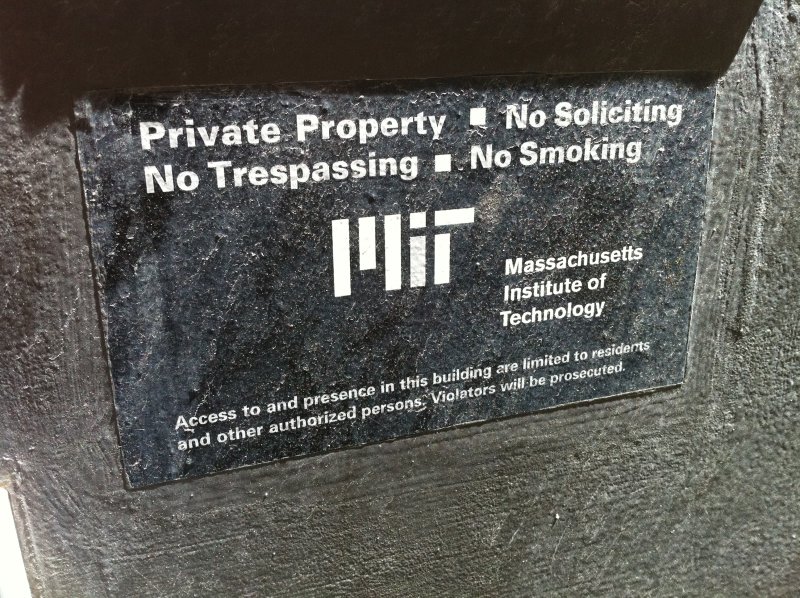 Private Property ■ No Soliciting
No Trespassing ■ No Smoking
MIT
Massachusetts
Institute of
Technology
Access to and presence in this building are limited to residents
and other authorized persons. Violators will be prosecuted.